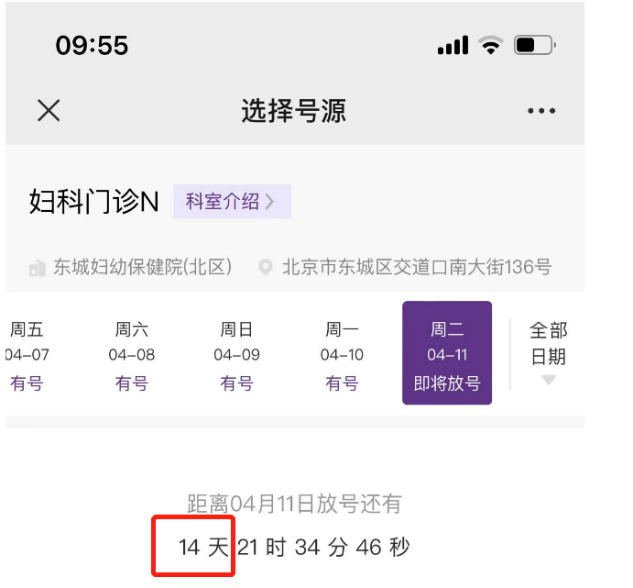 09:55
选择号源
妇科门诊N 科室介绍
东城妇幼保健院(北区) 北京市东城区交道口南大街136号
周五 周六 周日 周一 周二 全部
04-07 04-08 04-09 04-10 04-11 日期
有号 有号 有号 有号 即将放号
距离04月11日放号还有
14 天 21 时 34 分 46 秒